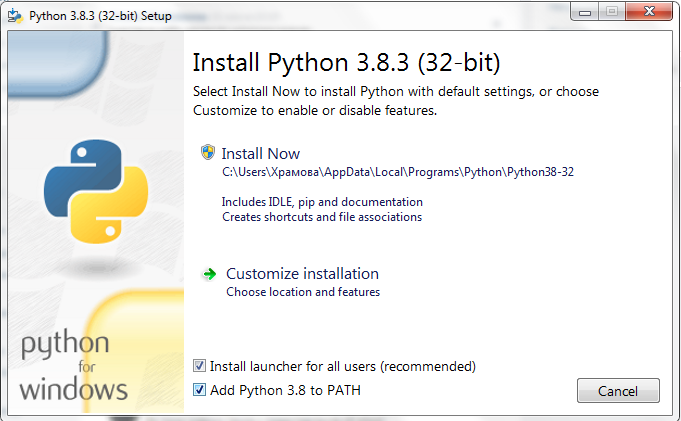 Python 3.8.3 (32-bit) Setup
Install Python 3.8.3 (32-bit)
Select Install Now to install Python with default settings, or choose
Customize to enable or disable features.
Install Now
C:\Users\Храмова\AppData\Local\Programs\Python\Python38-32
Includes IDLE, pip and documentation
Creates shortcuts and file associations
Customize installation
Choose location and features
python
for
windows
Install launcher for all users (recommended)
Add Python 3.8 to PATH
Cancel